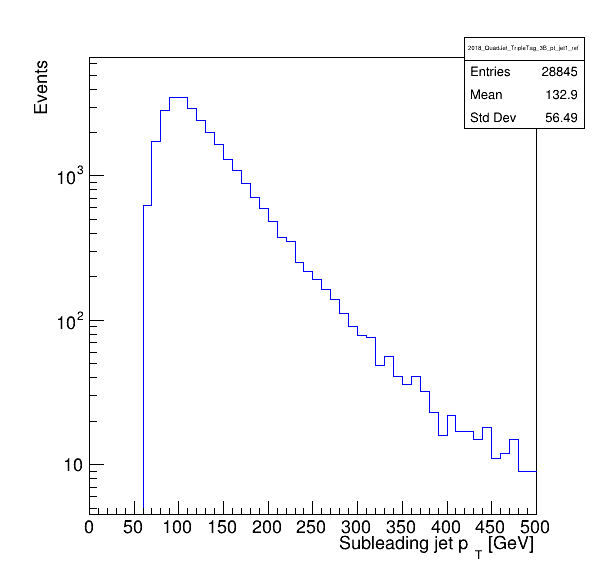 2018_QuadJet_TripleTag_3B_pt_jet1_ref
Entries 28845
Mean 132.9
Std Dev 56.49
Events
10³
10²
10
0 50 100 150 200 250 300 350 400 450 500
Subleading jet p_T [GeV]